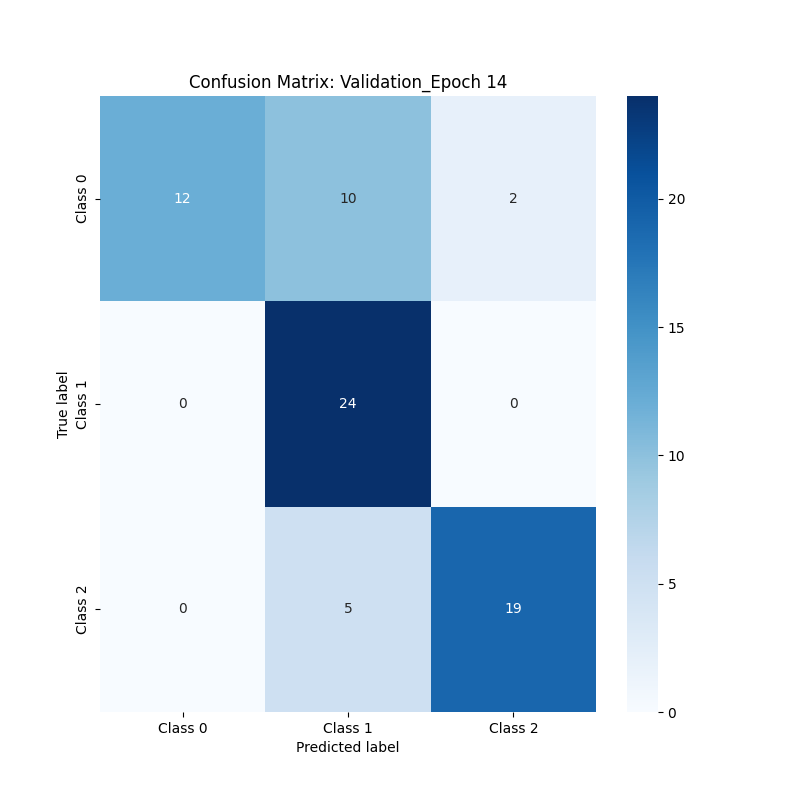 Confusion Matrix: Validation_Epoch 14
True label
Class 0
12 10 2
Class 1
0 24 0
Class 2
0 5 19
Class 0 Class 1 Class 2
Predicted label
20
15
10
5
0